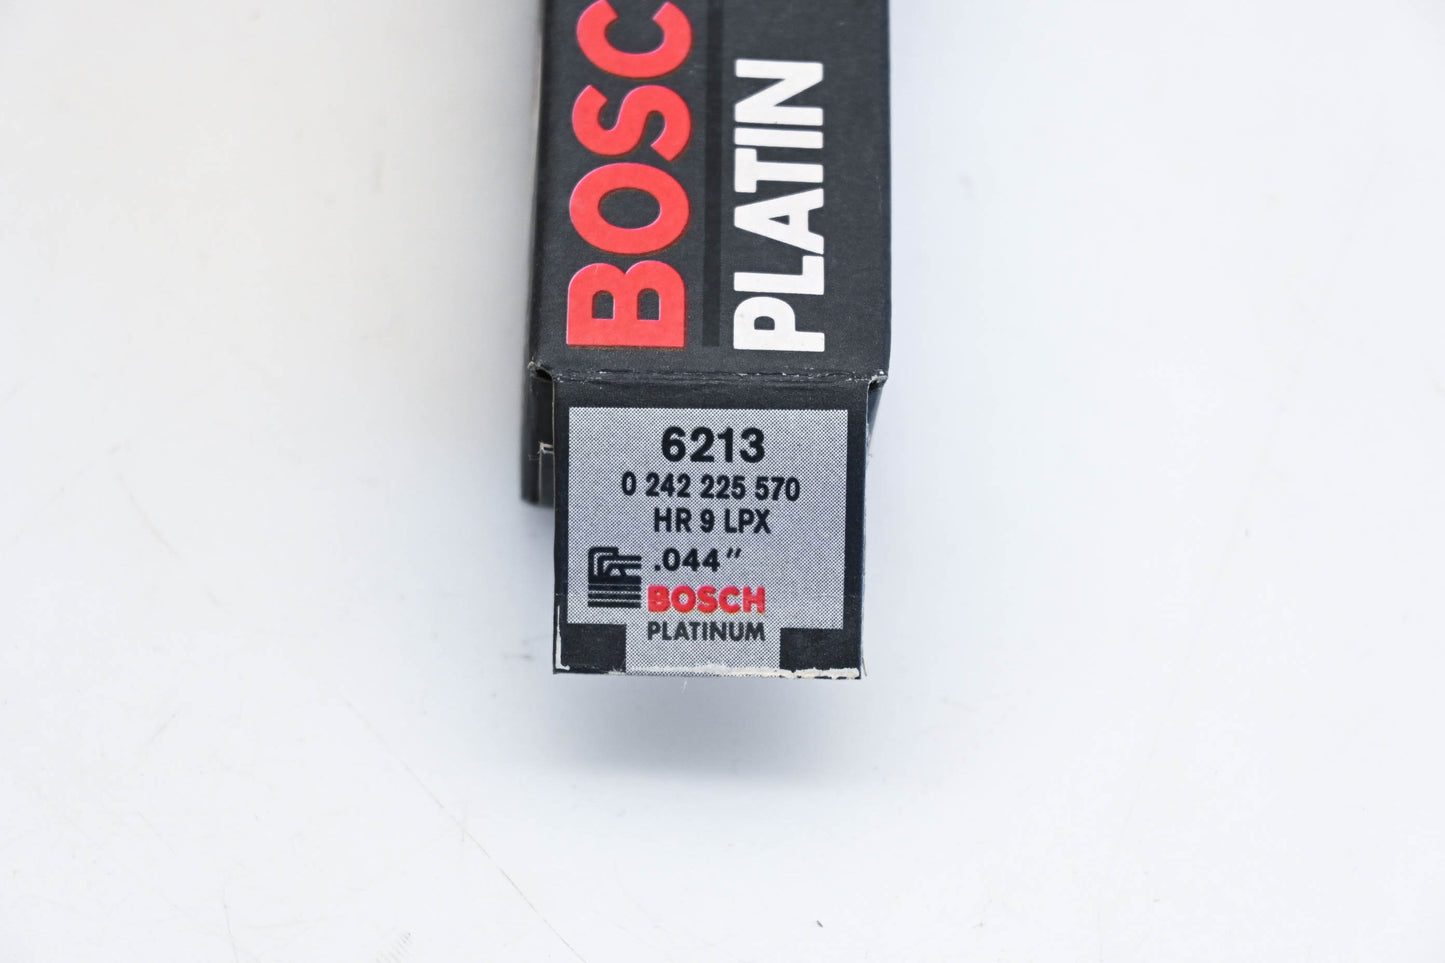 BOSC
PLATIN
6213
0 242 225 570
HR 9 LPX
.044"
BOSCH
PLATINUM